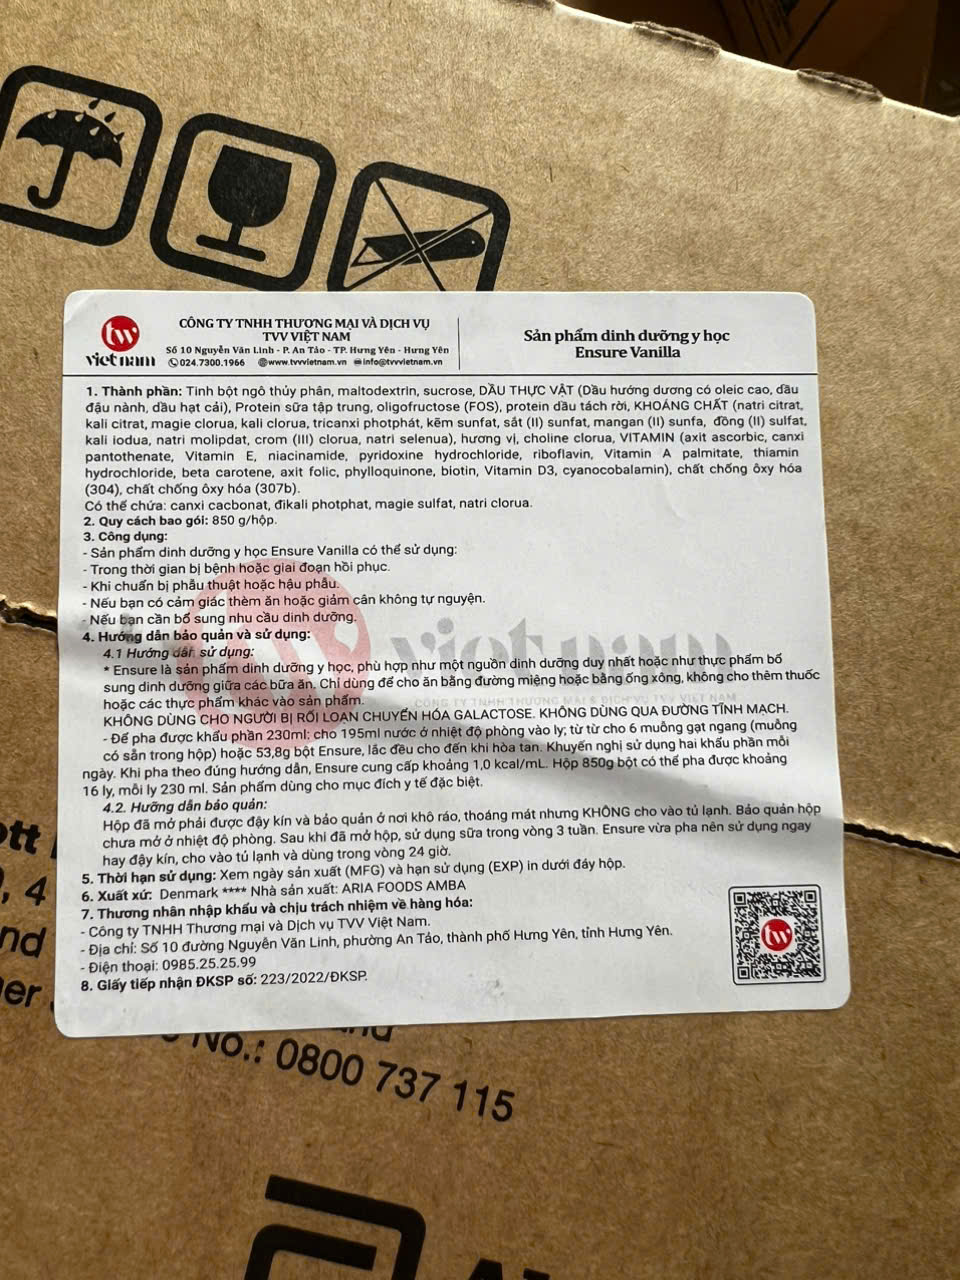 tw
việt nam
CÔNG TY TNHH THƯƠNG MẠI VÀ DỊCH VỤ
TVV VIỆT NAM
Số 10 Nguyễn Văn Linh - P. An Tảo - TP. Hưng Yên - Hưng Yên
024.7300.1966 www.tvvvietnam.vn info@tvvvietnam.vn
Sản phẩm dinh dưỡng y học
Ensure Vanilla
1. Thành phần: Tinh bột ngô thủy phân, maltodextrin, sucrose, DẦU THỰC VẬT (Dầu hướng dương có oleic cao, dầu
đậu nành, dầu hạt cải), Protein sữa tập trung, oligofructose (FOS), protein dầu tách rời, KHOÁNG CHẤT (natri citrat,
kali citrat, magie clorua, kali clorua, tricanxi photphát, kẽm sunfat, sắt (II) sunfat, mangan (II) sunfa, đồng (II) sulfat,
kali iodua, natri molipdat, crom (III) clorua, natri selenua), hương vị, choline clorua, VITAMIN (axit ascorbic, canxi
pantothenate, Vitamin E, niacinamide, pyridoxine hydrochloride, riboflavin, Vitamin A palmitate, thiamin
hydrochloride, beta carotene, axit folic, phylloquinone, biotin, Vitamin D3, cyanocobalamin), chất chống ôxy hóa
(304), chất chống ôxy hóa (307b).
Có thể chứa: canxi cacbonat, đikali photphat, magie sulfat, natri clorua.
2. Quy cách bao gói: 850 g/hộp.
3. Công dụng:
- Sản phẩm dinh dưỡng y học Ensure Vanilla có thể sử dụng:
- Trong thời gian bị bệnh hoặc giai đoạn hồi phục.
- Khi chuẩn bị phẫu thuật hoặc hậu phẫu.
- Nếu bạn có cảm giác thèm ăn hoặc giảm cân không tự nguyện.
- Nếu bạn cần bổ sung nhu cầu dinh dưỡng.
4. Hướng dẫn bảo quản và sử dụng:
4.1 Hướng dẫn sử dụng:
* Ensure là sản phẩm dinh dưỡng y học, phù hợp như một nguồn dinh dưỡng duy nhất hoặc như thực phẩm bổ
sung dinh dưỡng giữa các bữa ăn. Chỉ dùng để cho ăn bằng đường miệng hoặc bằng ống xông, không cho thêm thuốc
hoặc các thực phẩm khác vào sản phẩm.
KHÔNG DÙNG CHO NGƯỜI BỊ RỐI LOẠN CHUYỂN HÓA GALACTOSE. KHÔNG DÙNG QUA ĐƯỜNG TĨNH MẠCH.
- Để pha được khẩu phần 230ml: cho 195ml nước ở nhiệt độ phòng vào ly; từ từ cho 6 muỗng gạt ngang (muỗng
có sẵn trong hộp) hoặc 53,8g bột Ensure, lắc đều cho đến khi hòa tan. Khuyến nghị sử dụng hai khẩu phần mỗi
ngày. Khi pha theo đúng hướng dẫn, Ensure cung cấp khoảng 1,0 kcal/mL. Hộp 850g bột có thể pha được khoảng
16 ly, mỗi ly 230 ml. Sản phẩm dùng cho mục đích y tế đặc biệt.
4.2. Hướng dẫn bảo quản:
Hộp đã mở phải được đậy kín và bảo quản ở nơi khô ráo, thoáng mát nhưng KHÔNG cho vào tủ lạnh. Bảo quản hộp
chưa mở ở nhiệt độ phòng. Sau khi đã mở hộp, sử dụng sữa trong vòng 3 tuần. Ensure vừa pha nên sử dụng ngay
hay đậy kín, cho vào tủ lạnh và dùng trong vòng 24 giờ.
5. Thời hạn sử dụng: Xem ngày sản xuất (MFG) và hạn sử dụng (EXP) in dưới đáy hộp.
6. Xuất xứ: Denmark **** Nhà sản xuất: ARIA FOODS AMBA
7. Thương nhân nhập khẩu và chịu trách nhiệm về hàng hóa:
- Công ty TNHH Thương mại và Dịch vụ TVV Việt Nam.
- Địa chỉ: Số 10 đường Nguyễn Văn Linh, phường An Tảo, thành phố Hưng Yên, tỉnh Hưng Yên.
- Điện thoại: 0985.25.25.99
8. Giấy tiếp nhận ĐKSP số: 223/2022/ĐKSP.
việt nam
CÔNG TY TNHH THƯƠNG MẠI & DỊCH VỤ TVV VIỆT NAM
tw
No.: 0800 737 115